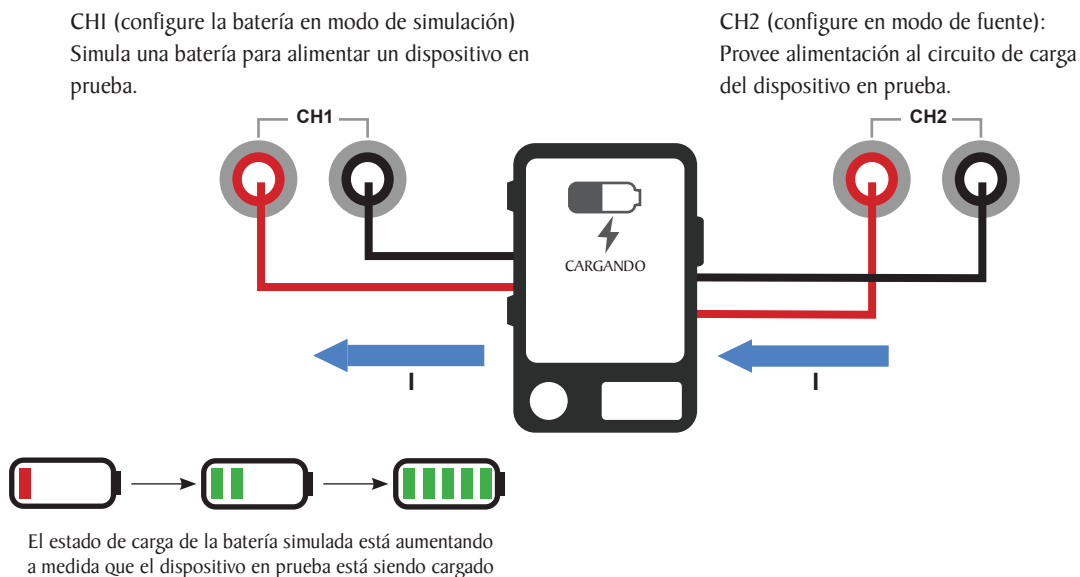 CH1 (configure la batería en modo de simulación)
Simula una batería para alimentar un dispositivo en
prueba.
CH2 (configure en modo de fuente):
Provee alimentación al circuito de carga
del dispositivo en prueba.
CH1
CH2
CARGANDO
I
I
El estado de carga de la batería simulada está aumentando
a medida que el dispositivo en prueba está siendo cargado